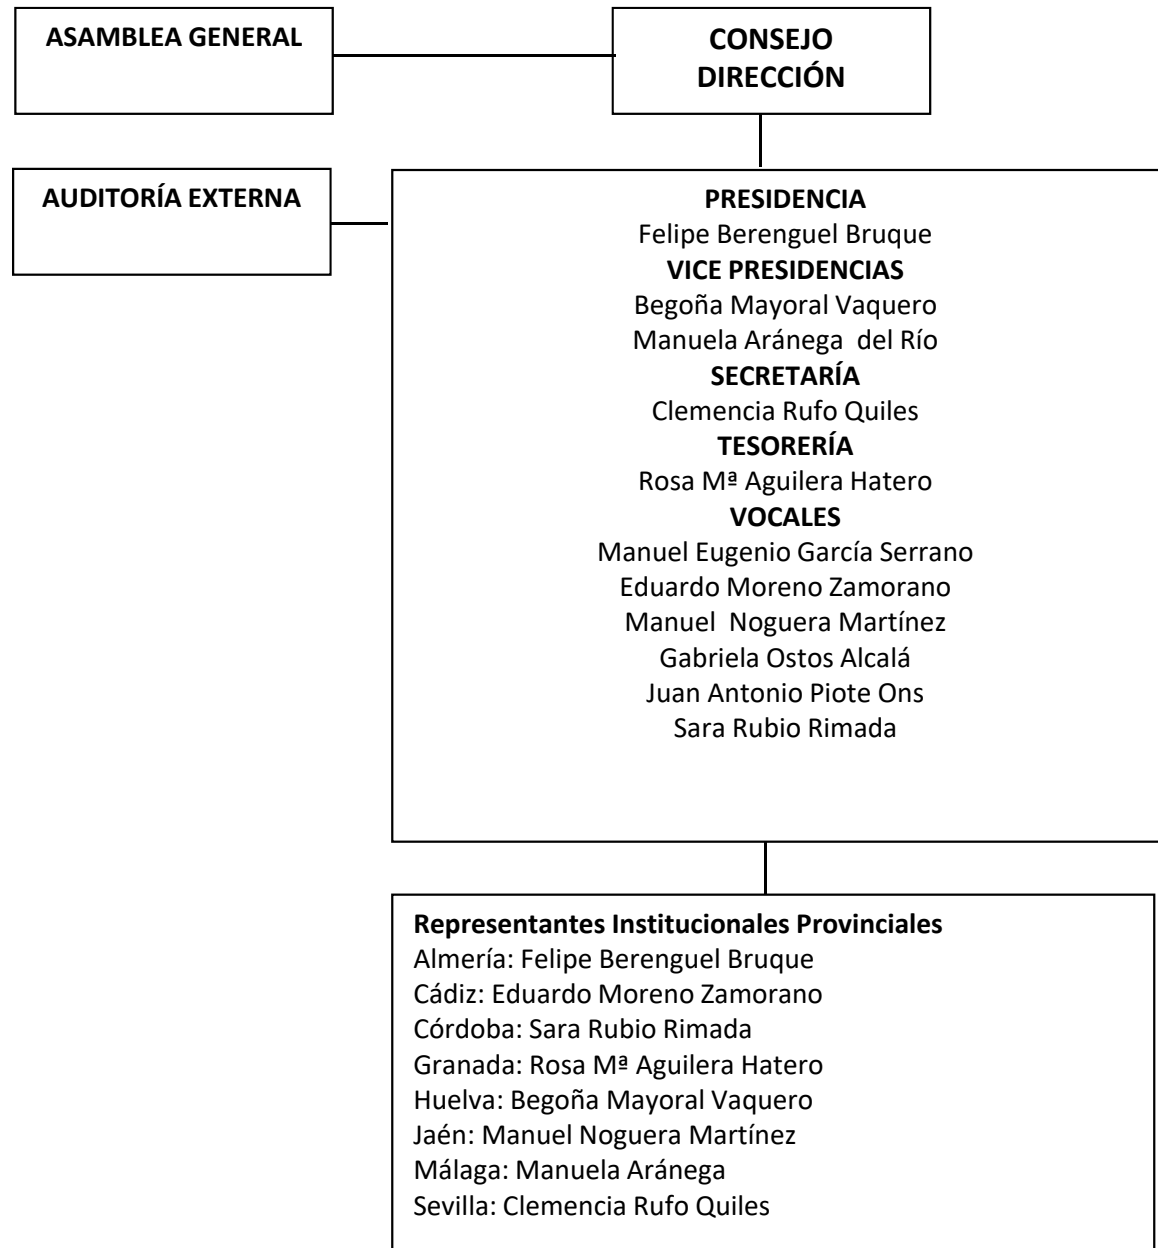 ASAMBLEA GENERAL
CONSEJO
DIRECCIÓN
AUDITORÍA EXTERNA
PRESIDENCIA
Felipe Berenguel Bruque
VICE PRESIDENCIAS
Begoña Mayoral Vaquero
Manuela Aránega  del Río
SECRETARÍA
Clemencia Rufo Quiles
TESORERÍA
Rosa Mª Aguilera Hatero
VOCALES
Manuel Eugenio García Serrano
Eduardo Moreno Zamorano
Manuel  Noguera Martínez
Gabriela Ostos Alcalá
Juan Antonio Piote Ons
Sara Rubio Rimada
Representantes Institucionales Provinciales
Almería: Felipe Berenguel Bruque
Cádiz: Eduardo Moreno Zamorano
Córdoba: Sara Rubio Rimada
Granada: Rosa Mª Aguilera Hatero
Huelva: Begoña Mayoral Vaquero
Jaén: Manuel Noguera Martínez
Málaga: Manuela Aránega
Sevilla: Clemencia Rufo Quiles